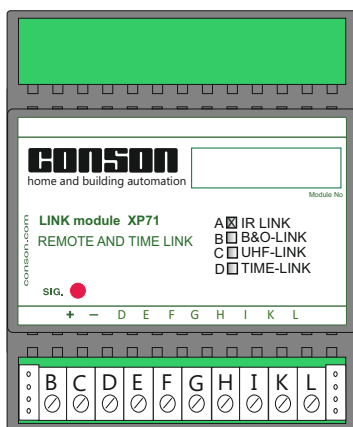 conson
home and building automation
Module No
LINK module XP71
REMOTE AND TIME LINK
A IR LINK
B B&O-LINK
C UHF-LINK
D TIME-LINK
conson.com
SIG.
+ − D E F G H I K L
B C D E F G H I K L